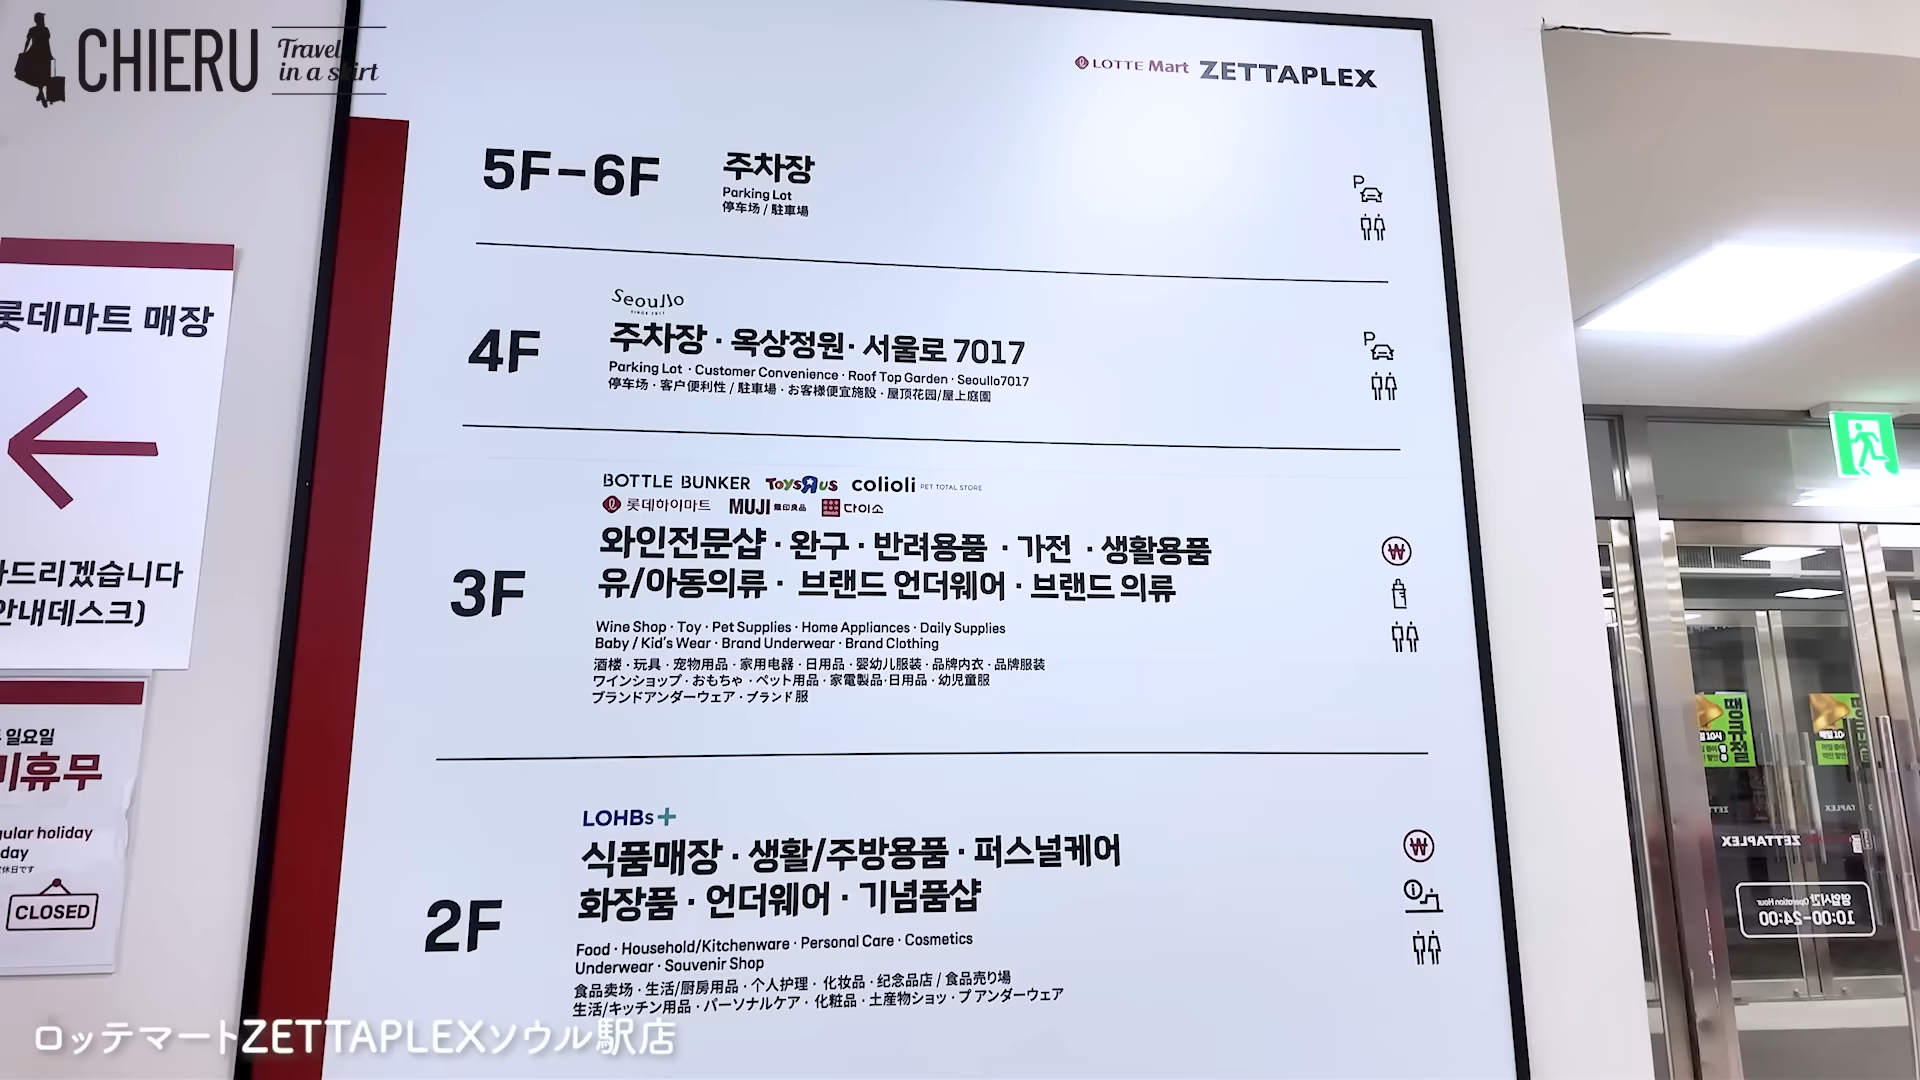 CHIERU
Travel
in a skirt
LOTTE Mart ZETTAPLEX
5F-6F
주차장
Parking Lot
停车场 / 駐車場
P
Seoullo
SINCE 2017
4F
주차장 · 옥상정원 · 서울로 7017
Parking Lot · Customer Convenience · Roof Top Garden · Seoullo7017
停车场 · 客户便利性 / 駐車場 · お客様便宜施設 · 屋顶花园/屋上庭園
P
BOTTLE BUNKER ToysRus colioli PET TOTAL STORE
롯데하이마트 MUJI 無印良品 다이소
3F
와인전문샵 · 완구 · 반려용품 · 가전 · 생활용품
유/아동의류 · 브랜드 언더웨어 · 브랜드 의류
Wine Shop · Toy · Pet Supplies · Home Appliances · Daily Supplies
Baby / Kid's Wear · Brand Underwear · Brand Clothing
酒楼 · 玩具 · 宠物用品 · 家用电器 · 日用品 · 婴幼儿服装 · 品牌内衣 · 品牌服装
ワインショップ · おもちゃ · ペット用品 · 家電製品·日用品 · 幼児童服
ブランドアンダーウェア · ブランド服
₩
LOHBs+
2F
식품매장 · 생활/주방용품 · 퍼스널케어
화장품 · 언더웨어 · 기념품샵
Food · Household/Kitchenware · Personal Care · Cosmetics
Underwear · Souvenir Shop
食品卖场 · 生活/厨房用品 · 个人护理 · 化妆品 · 纪念品店 / 食品売り場
生活/キッチン用品 · パーソナルケア · 化粧品 · 土産物ショッ · プ アンダーウェア
₩
롯데마트 매장
드리겠습니다
안내데스크)
일요일
휴무
gular holiday
day
休日です
CLOSED
땡큐절
ZETTAPLEX
영업시간 Operation Hour
10:00-24:00
ロッテマートZETTAPLEXソウル駅店